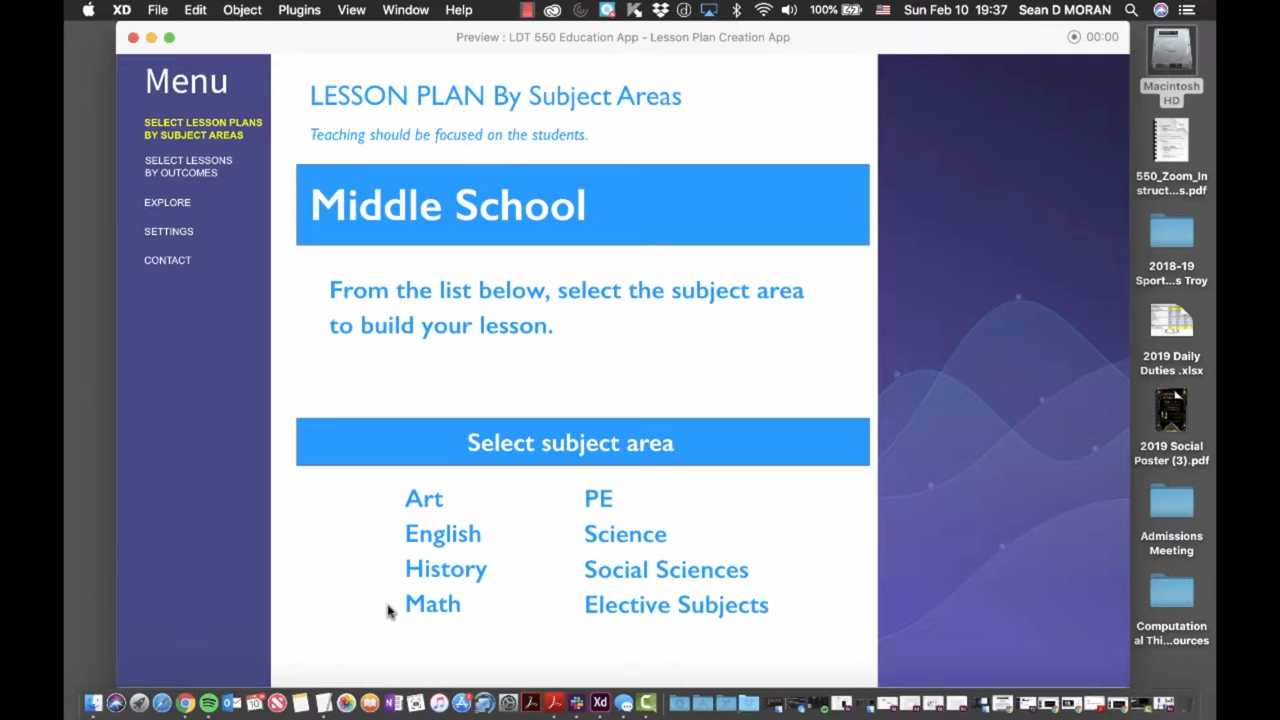 XD File Edit Object Plugins View Window Help 100% Sun Feb 10 19:37 Sean D MORAN
Preview : LDT 550 Education App - Lesson Plan Creation App
00:00
Menu
SELECT LESSON PLANS
BY SUBJECT AREAS
SELECT LESSONS
BY OUTCOMES
EXPLORE
SETTINGS
CONTACT
LESSON PLAN By Subject Areas
Teaching should be focused on the students.
Middle School
From the list below, select the subject area
to build your lesson.
Select subject area
Art
English
History
Math
PE
Science
Social Sciences
Elective Subjects
Macintosh
HD
550_Zoom_In
struct...s.pdf
2018-19
Sport...s Troy
XLSX
2019 Daily
Duties .xlsx
2019 Social
Poster (3).pdf
Admissions
Meeting
Computation
al Thi...ources
Xd